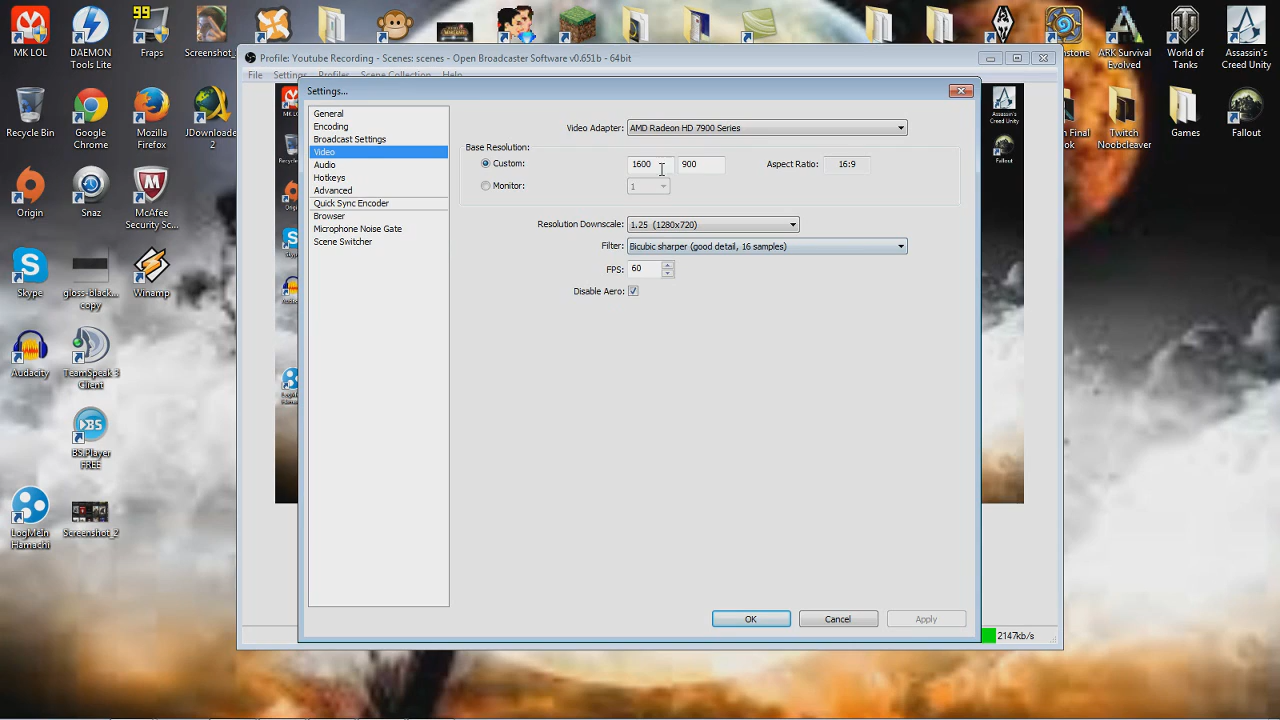 MK LOL
DAEMON Tools Lite
99
Fraps
Screenshot_
ARK Survival Evolved
World of Tanks
Assassin's Creed Unity
Recycle Bin
Google Chrome
Mozilla Firefox
JDownloader 2
Twitch Noobcleaver
Games
Fallout
Origin
Snaz
McAfee Security Sc...
Skype
gloss-black... copy
Winamp
Audacity
TeamSpeak 3 Client
BS.Player FREE
LogMeIn Hamachi
Screenshot_2
Profile: Youtube Recording
scenes - Open Broadcaster Software v0.651b - 64bit
File
Settings
Profiles
Scene Collection
Help
Settings...
General
Encoding
Broadcast Settings
Video
Audio
Hotkeys
Advanced
Quick Sync Encoder
Browser
Microphone Noise Gate
Scene Switcher
Video Adapter: AMD Radeon HD 7900 Series
Base Resolution:
Custom: 1600 900 Aspect Ratio: 16:9
Monitor: 1
Resolution Downscale: 1.25 (1280x720)
Filter: Bicubic sharper (good detail, 16 samples)
FPS: 60
Disable Aero:
OK
Cancel
Apply
2147kb/s